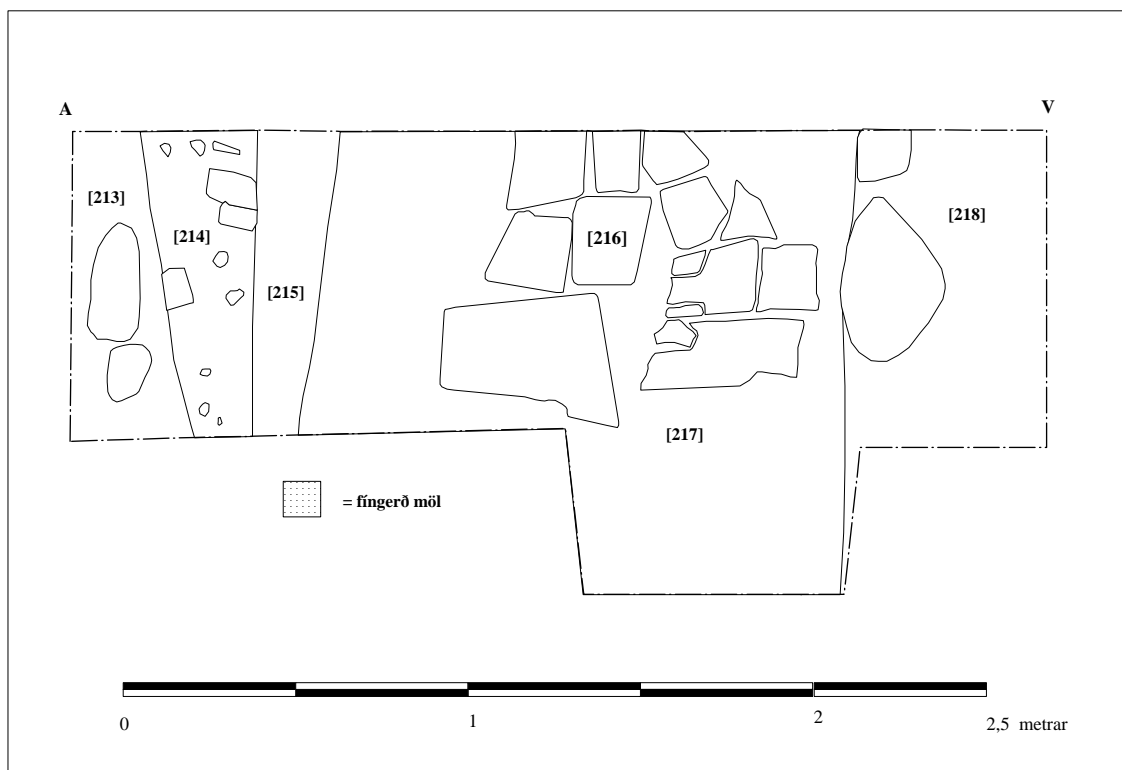 A V
[213]
[218]
[214]
[216]
[215]
[217]
= fíngerð möl
0 1 2 2,5 metrar